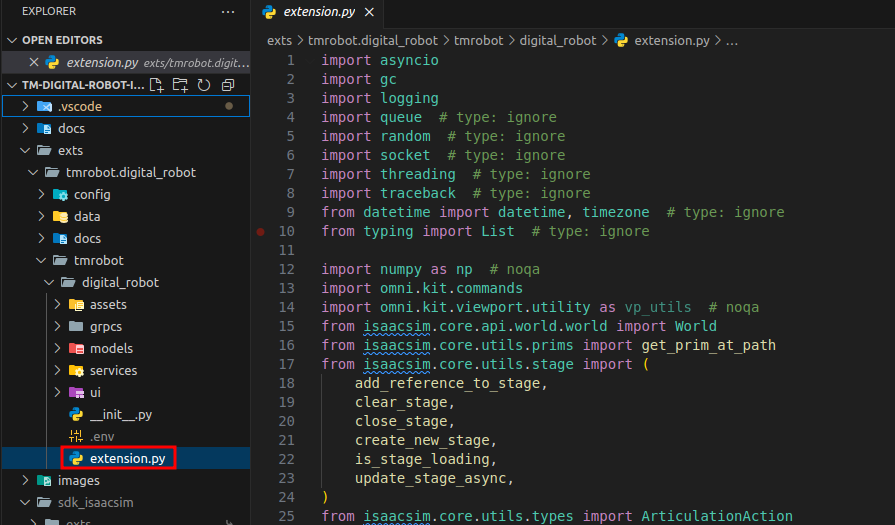 EXPLORER
OPEN EDITORS
extension.py exts/tmrobot.digit...
TM-DIGITAL-ROBOT-I...
.vscode
docs
exts
tmrobot.digital_robot
config
data
docs
tmrobot
digital_robot
assets
grpcs
models
services
ui
__init__.py
.env
extension.py
images
sdk_isaacsim
exts
extension.py
exts > tmrobot.digital_robot > tmrobot > digital_robot > extension.py > ...
1 import asyncio
2 import gc
3 import logging
4 import queue  # type: ignore
5 import random  # type: ignore
6 import socket  # type: ignore
7 import threading  # type: ignore
8 import traceback  # type: ignore
9 from datetime import datetime, timezone  # type: ignore
10 from typing import List  # type: ignore
11
12 import numpy as np  # noqa
13 import omni.kit.commands
14 import omni.kit.viewport.utility as vp_utils  # noqa
15 from isaacsim.core.api.world.world import World
16 from isaacsim.core.utils.prims import get_prim_at_path
17 from isaacsim.core.utils.stage import (
18     add_reference_to_stage,
19     clear_stage,
20     close_stage,
21     create_new_stage,
22     is_stage_loading,
23     update_stage_async,
24 )
25 from isaacsim.core.utils.types import ArticulationAction